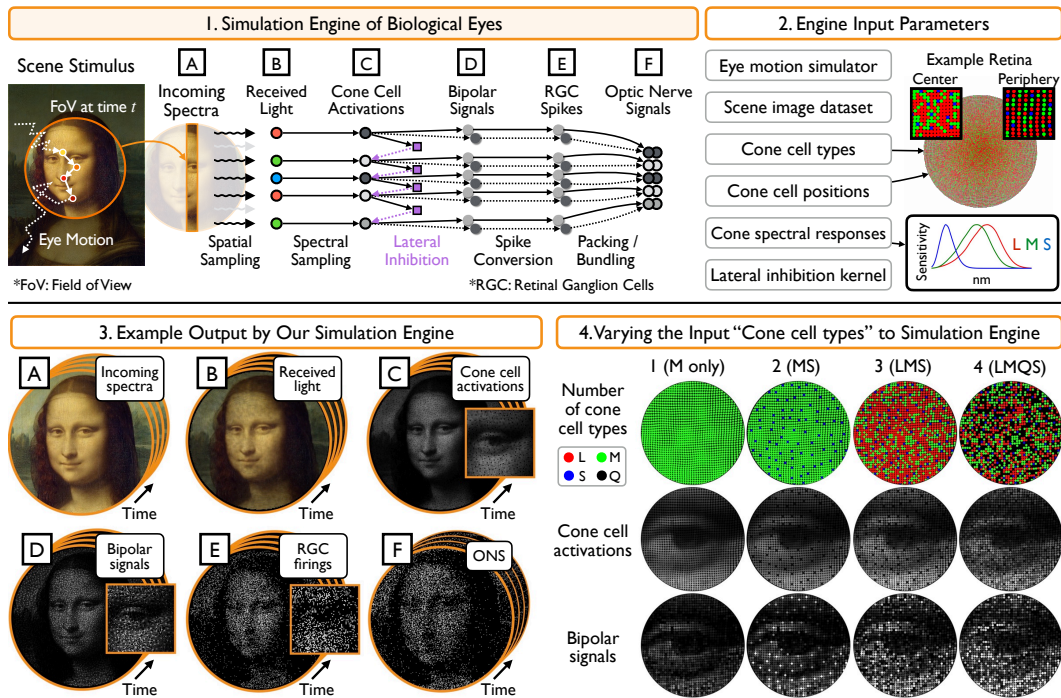 1. Simulation Engine of Biological Eyes
Scene Stimulus
FoV at time t
Eye Motion
*FoV: Field of View
A
Incoming
Spectra
B
Received
Light
C
Cone Cell
Activations
D
Bipolar
Signals
E
RGC
Spikes
F
Optic Nerve
Signals
Spatial
Sampling
Spectral
Sampling
Lateral
Inhibition
Spike
Conversion
Packing /
Bundling
*RGC: Retinal Ganglion Cells
2. Engine Input Parameters
Eye motion simulator
Scene image dataset
Cone cell types
Cone cell positions
Cone spectral responses
Lateral inhibition kernel
Example Retina
Center
Periphery
Sensitivity
L M S
nm
3. Example Output by Our Simulation Engine
A
Incoming
spectra
Time
B
Received
light
Time
C
Cone cell
activations
Time
D
Bipolar
signals
Time
E
RGC
firings
Time
F
ONS
Time
4. Varying the Input “Cone cell types” to Simulation Engine
1 (M only)
2 (MS)
3 (LMS)
4 (LMQS)
Number
of cone
cell types
L M
S Q
Cone cell
activations
Bipolar
signals